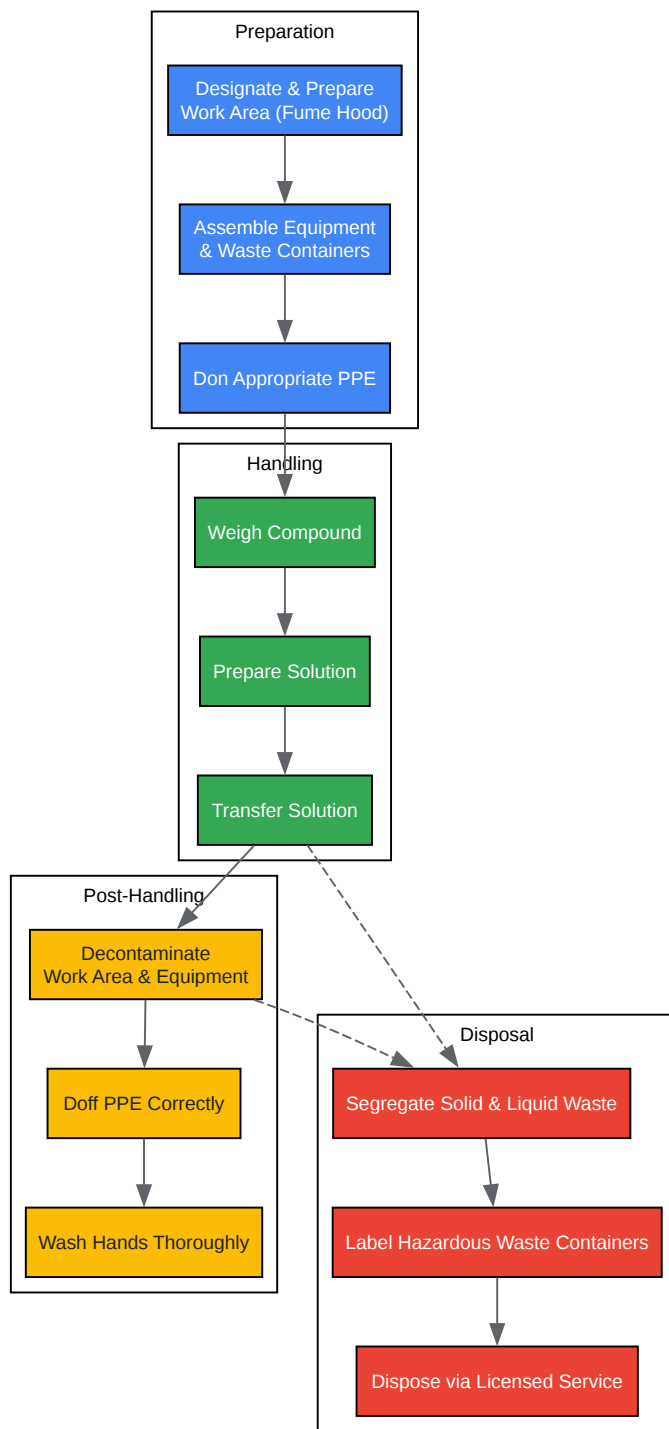 Preparation
Designate & Prepare
Work Area (Fume Hood)
Assemble Equipment
& Waste Containers
Don Appropriate PPE
Handling
Weigh Compound
Prepare Solution
Transfer Solution
Post-Handling
Decontaminate
Work Area & Equipment
Doff PPE Correctly
Wash Hands Thoroughly
Disposal
Segregate Solid & Liquid Waste
Label Hazardous Waste Containers
Dispose via Licensed Service